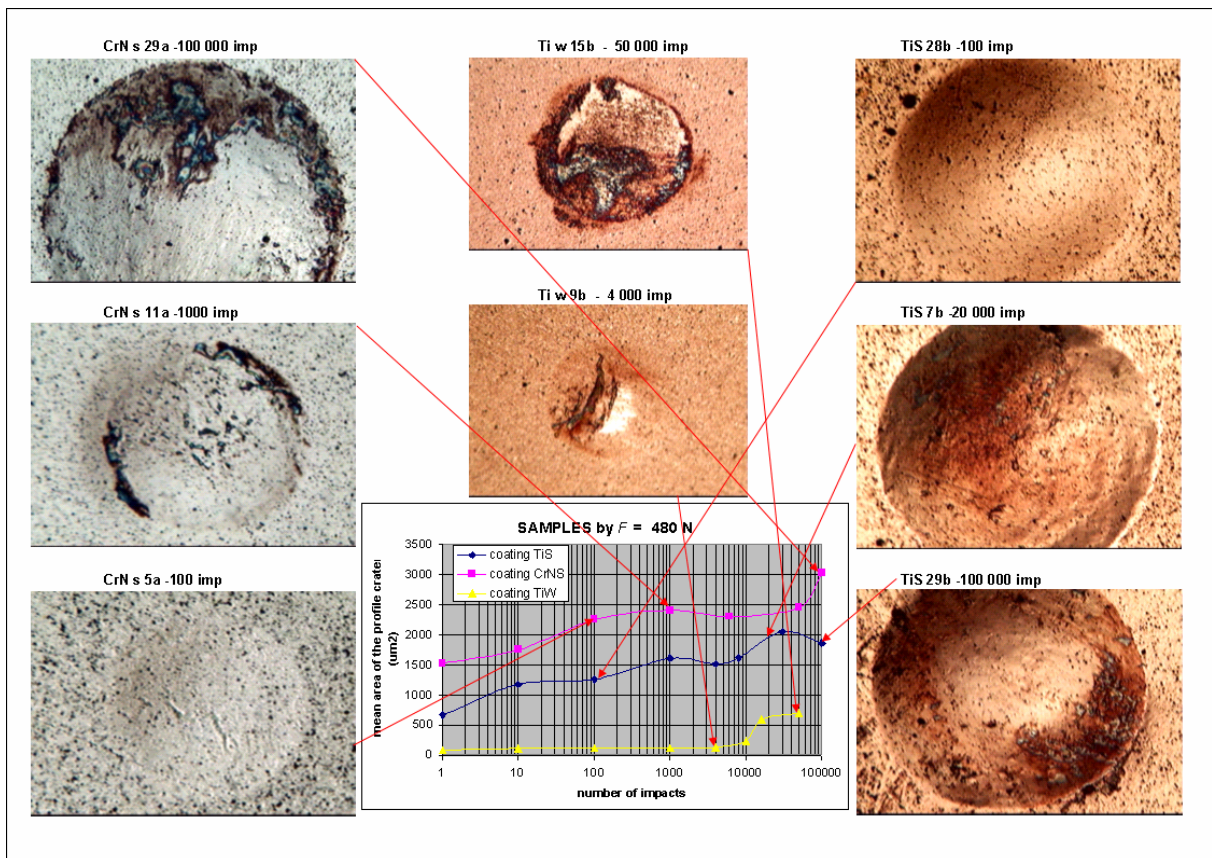 CrN s 29a -100 000 imp
Ti w 15b - 50 000 imp
TiS 28b -100 imp
CrN s 11a -1000 imp
Ti w 9b - 4 000 imp
TiS 7b -20 000 imp
CrN s 5a -100 imp
TiS 29b -100 000 imp
SAMPLES by F = 480 N
coating TiS
coating CrNS
coating TiW
mean area of the profile crater
(um2)
3500
3000
2500
2000
1500
1000
500
0
1
10
100
1000
10000
100000
number of impacts